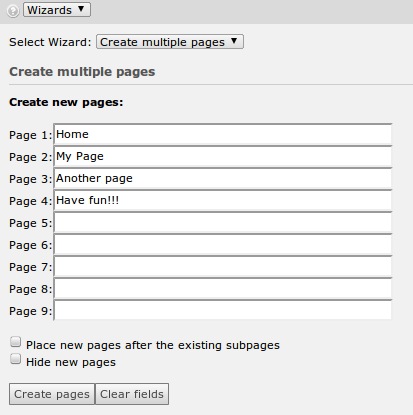 Wizards
Select Wizard: Create multiple pages
Create multiple pages
Create new pages:
Page 1: Home
Page 2: My Page
Page 3: Another page
Page 4: Have fun!!!
Page 5:
Page 6:
Page 7:
Page 8:
Page 9:
Place new pages after the existing subpages
Hide new pages
Create pages Clear fields